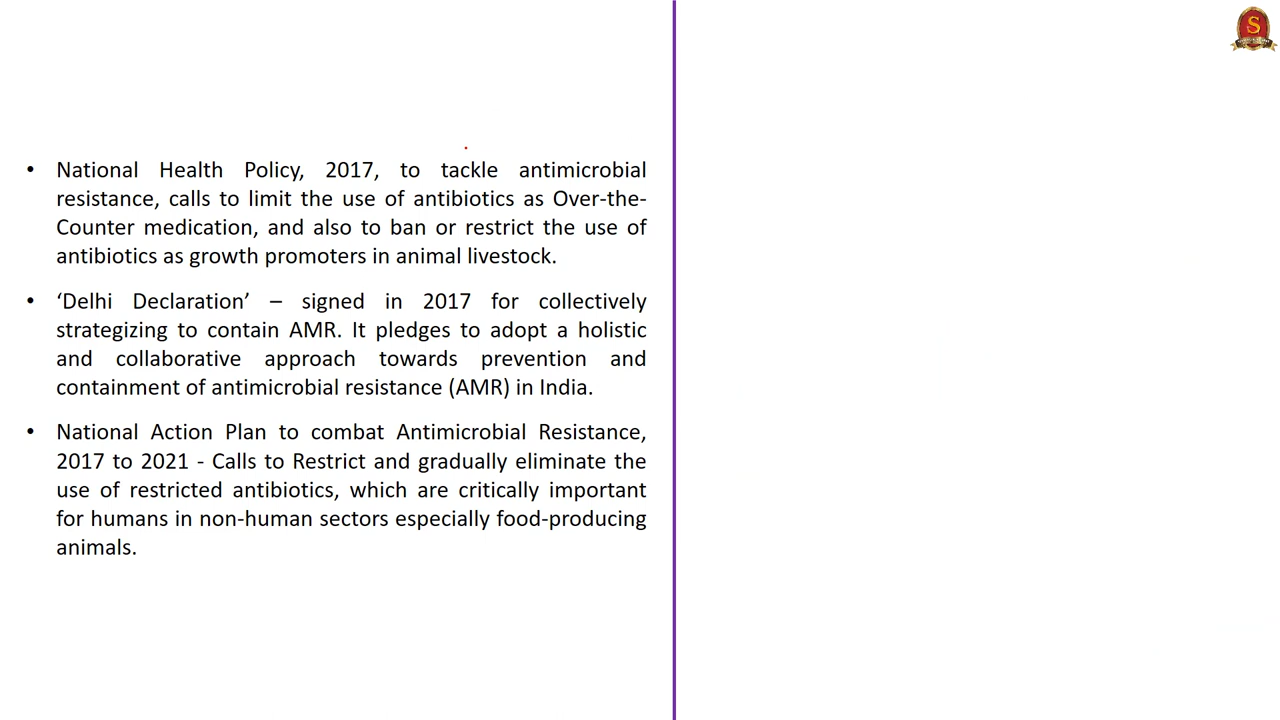 S
• National Health Policy, 2017, to tackle antimicrobial
resistance, calls to limit the use of antibiotics as Over-the-
Counter medication, and also to ban or restrict the use of
antibiotics as growth promoters in animal livestock.
• ‘Delhi Declaration’ – signed in 2017 for collectively
strategizing to contain AMR. It pledges to adopt a holistic
and collaborative approach towards prevention and
containment of antimicrobial resistance (AMR) in India.
• National Action Plan to combat Antimicrobial Resistance,
2017 to 2021 - Calls to Restrict and gradually eliminate the
use of restricted antibiotics, which are critically important
for humans in non-human sectors especially food-producing
animals.